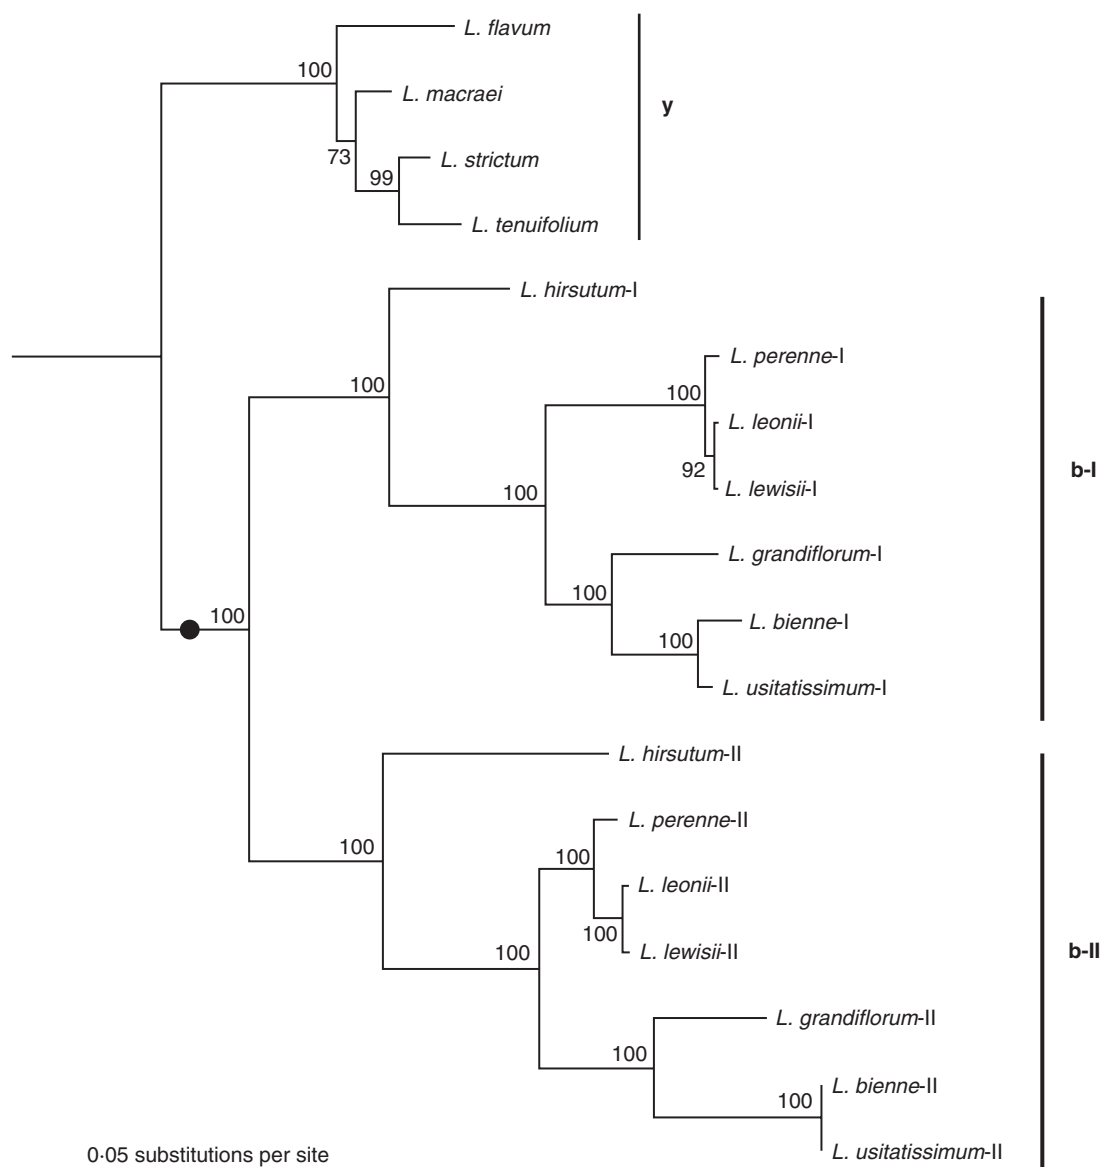 L. flavum
100
L. macraei
y
73
L. strictum
99
L. tenuifolium
L. hirsutum-I
L. perenne-I
100
100
L. leonii-I
92
b-I
L. lewisii-I
100
L. grandiflorum-I
100
L. bienne-I
100
100
L. usitatissimum-I
L. hirsutum-II
L. perenne-II
100
100
L. leonii-II
100
L. lewisii-II
b-II
100
L. grandiflorum-II
100
L. bienne-II
100
L. usitatissimum-II
0·05 substitutions per site